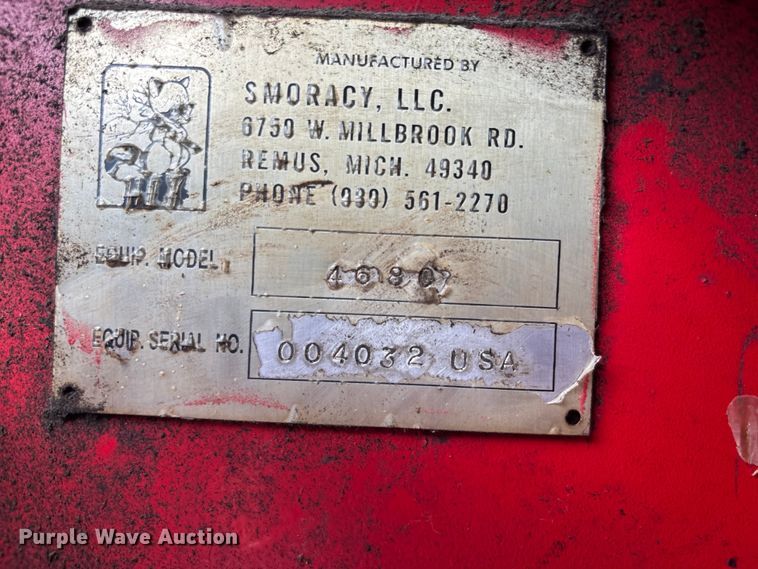 MANUFACTURED BY
SMORACY, LLC.
6750 W. MILLBROOK RD.
REMUS, MICH. 49340
PHONE (989) 561-2270
EQUIP. MODEL
EQUIP. SERIAL NO.
004032 USA
Purple Wave Auction